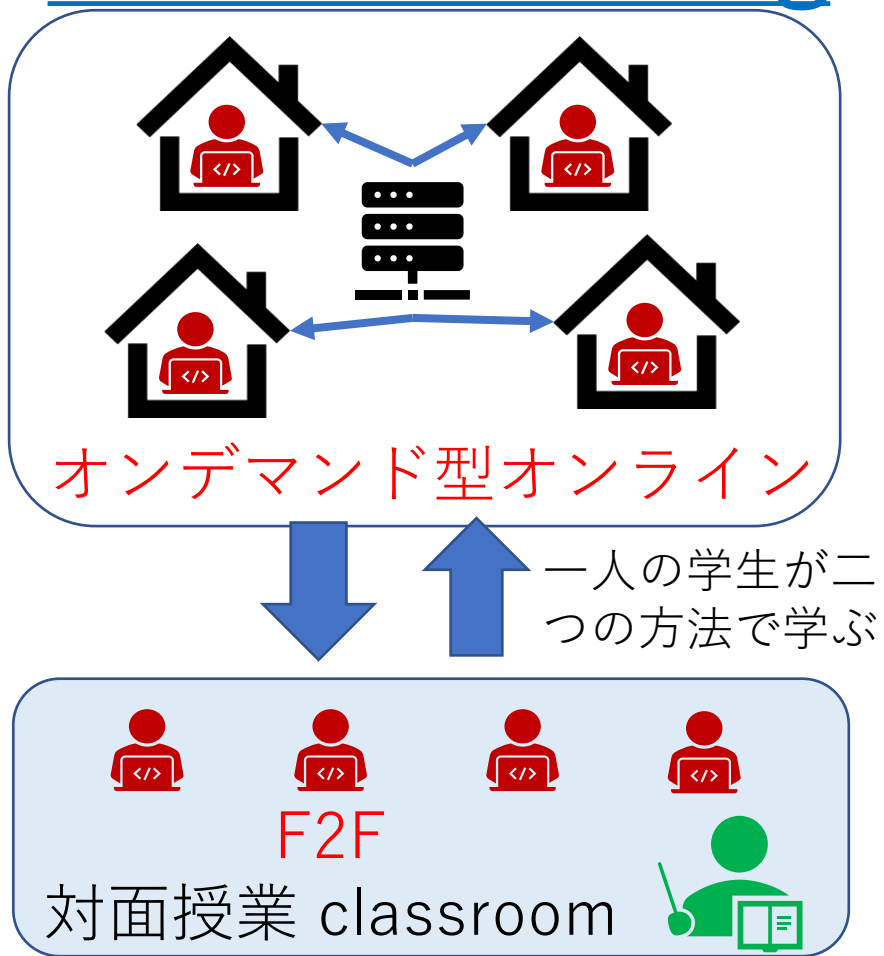 オンデマンド型オンライン
一人の学生が二
つの方法で学ぶ
F2F
対面授業 classroom